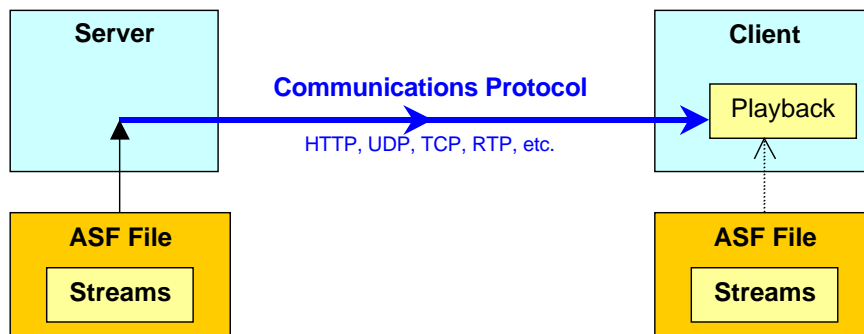 Server
Client
Communications Protocol
Playback
HTTP, UDP, TCP, RTP, etc.
ASF File
ASF File
Streams
Streams